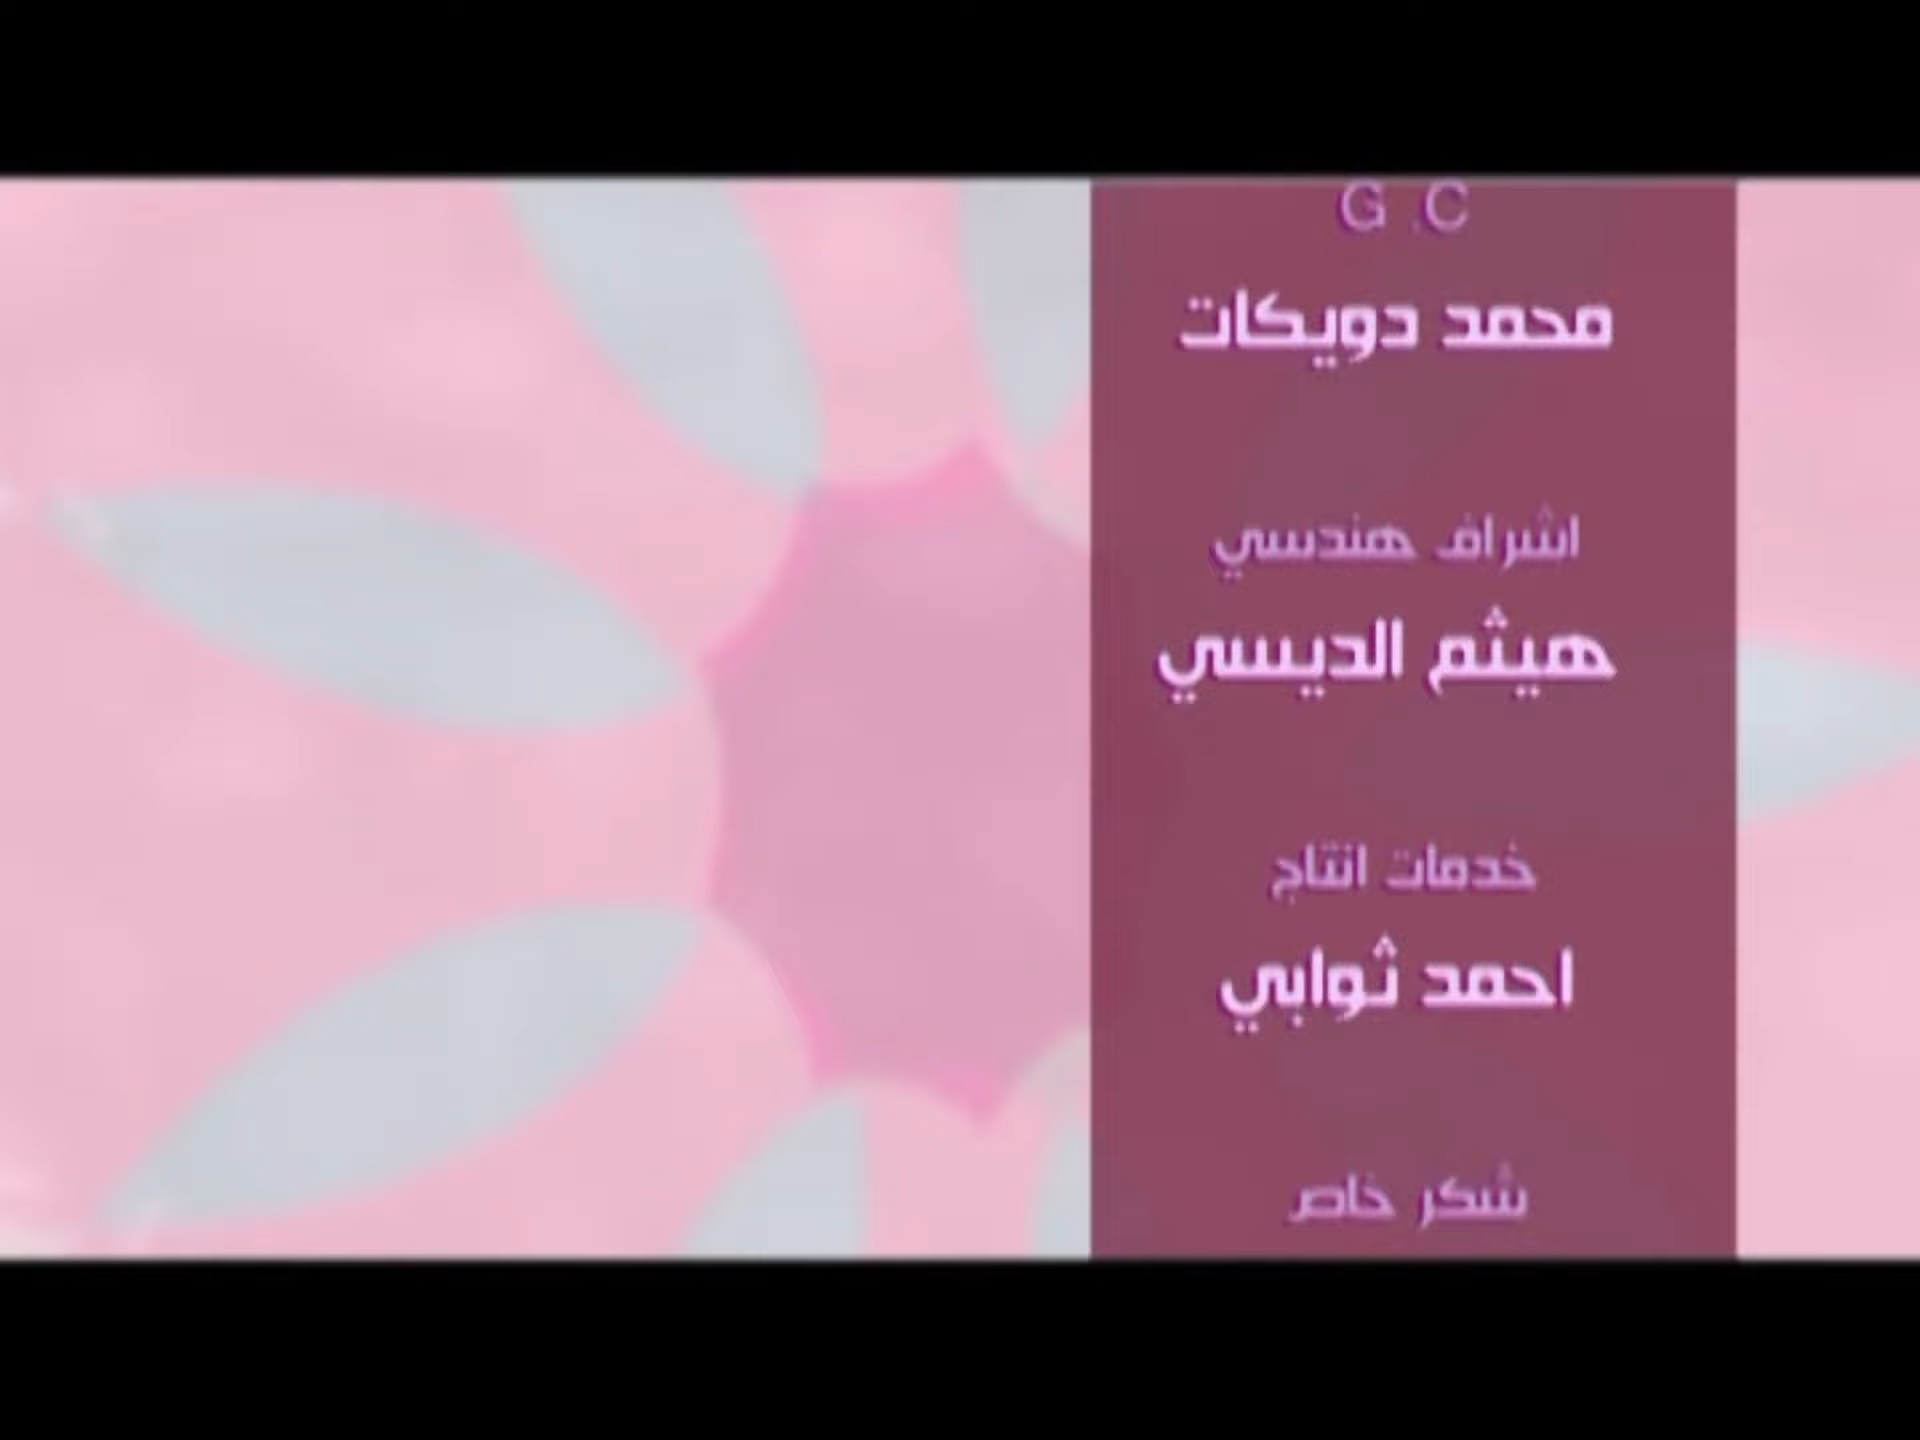 G .C
محمد دويكات
اشراف هندسي
هيثم الديسي
خدمات انتاج
احمد ثوابي
شكر خاص